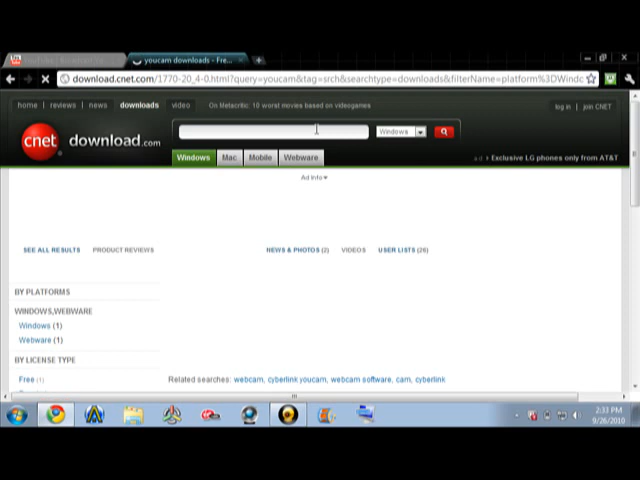 youcam downloads - Fre...
download.cnet.com/1770-20_4-0.html?query=youcam&tag=srch&searchtype=downloads&filterName=platform%3DWindc
home | reviews | news downloads video On Metacritic: 10 worst movies based on videogames log in | join CNET
cnet download.com Windows
Windows Mac Mobile Webware ad Exclusive LG phones only from AT&T
Ad Info
SEE ALL RESULTS PRODUCT REVIEWS NEWS & PHOTOS (2) VIDEOS USER LISTS (26)
BY PLATFORMS
WINDOWS,WEBWARE
Windows (1)
Webware (1)
BY LICENSE TYPE
Free (1)
Related searches: webcam, cyberlink youcam, webcam software, cam, cyberlink
2:33 PM
9/26/2010